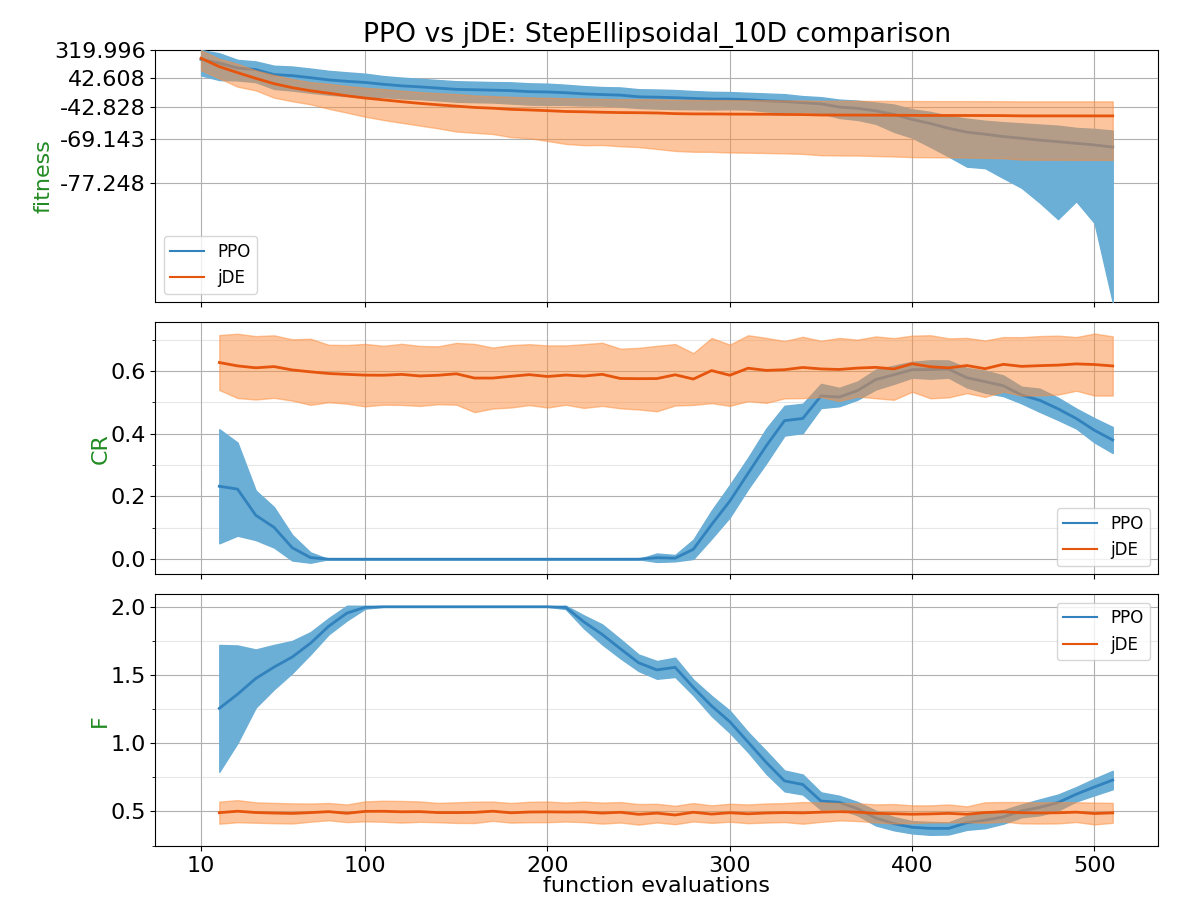 PPO vs jDE: StepEllipsoidal_10D comparison
319.996
42.608
-42.828
-69.143
-77.248
fitness
PPO
jDE
0.6
0.4
0.2
0.0
CR
PPO
jDE
2.0
1.5
1.0
0.5
F
PPO
jDE
10 100 200 300 400 500
function evaluations